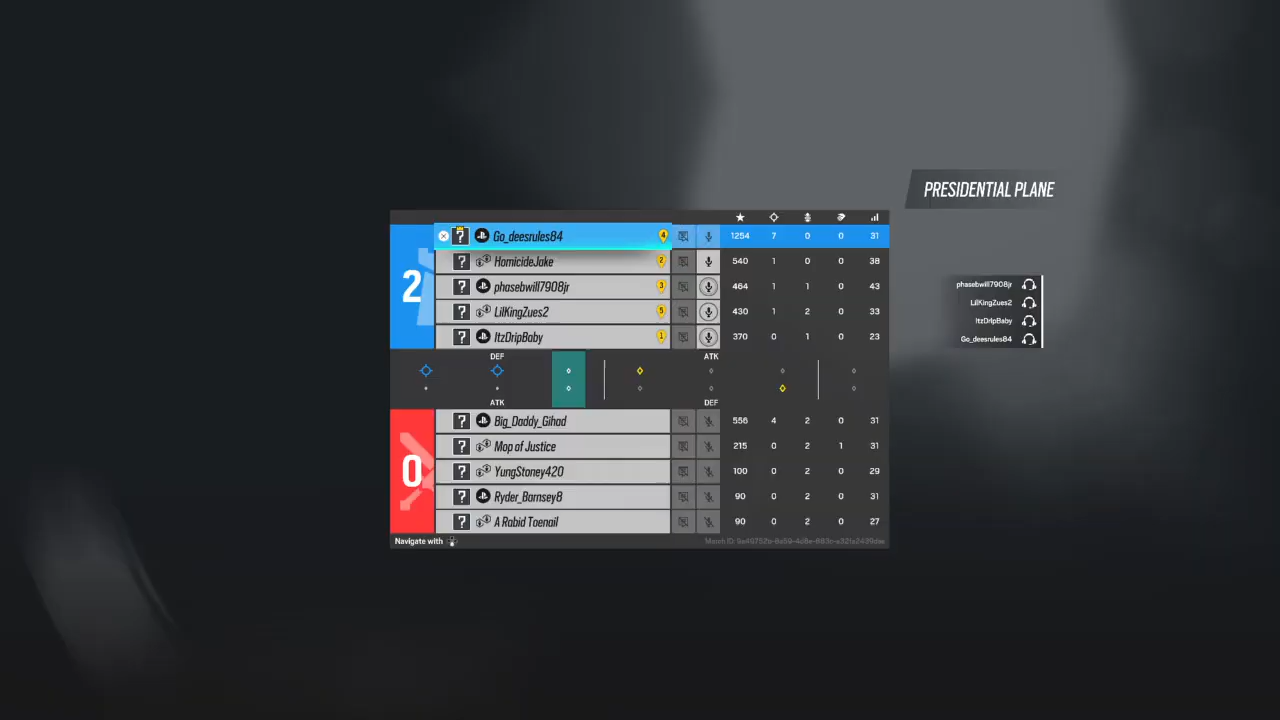 PRESIDENTIAL PLANE
2
? Go_deesrules84 4 1254 7 0 0 31
? HomicideJake 2 540 1 0 0 38
? phasebwill7908jr 3 464 1 1 0 43
? LilKingZues2 5 430 1 2 0 33
? ItzDripBaby 1 370 0 1 0 23
phasebwill7908jr
LilKingZues2
ItzDripBaby
Go_deesrules84
DEF ATK
ATK DEF
0
? Big_Daddy_Gihad 556 4 2 0 31
? Mop of Justice 215 0 2 1 31
? YungStoney420 100 0 2 0 29
? Ryder_Barnsey8 90 0 2 0 31
? A Rabid Toenail 90 0 2 0 27
Navigate with
Match ID: